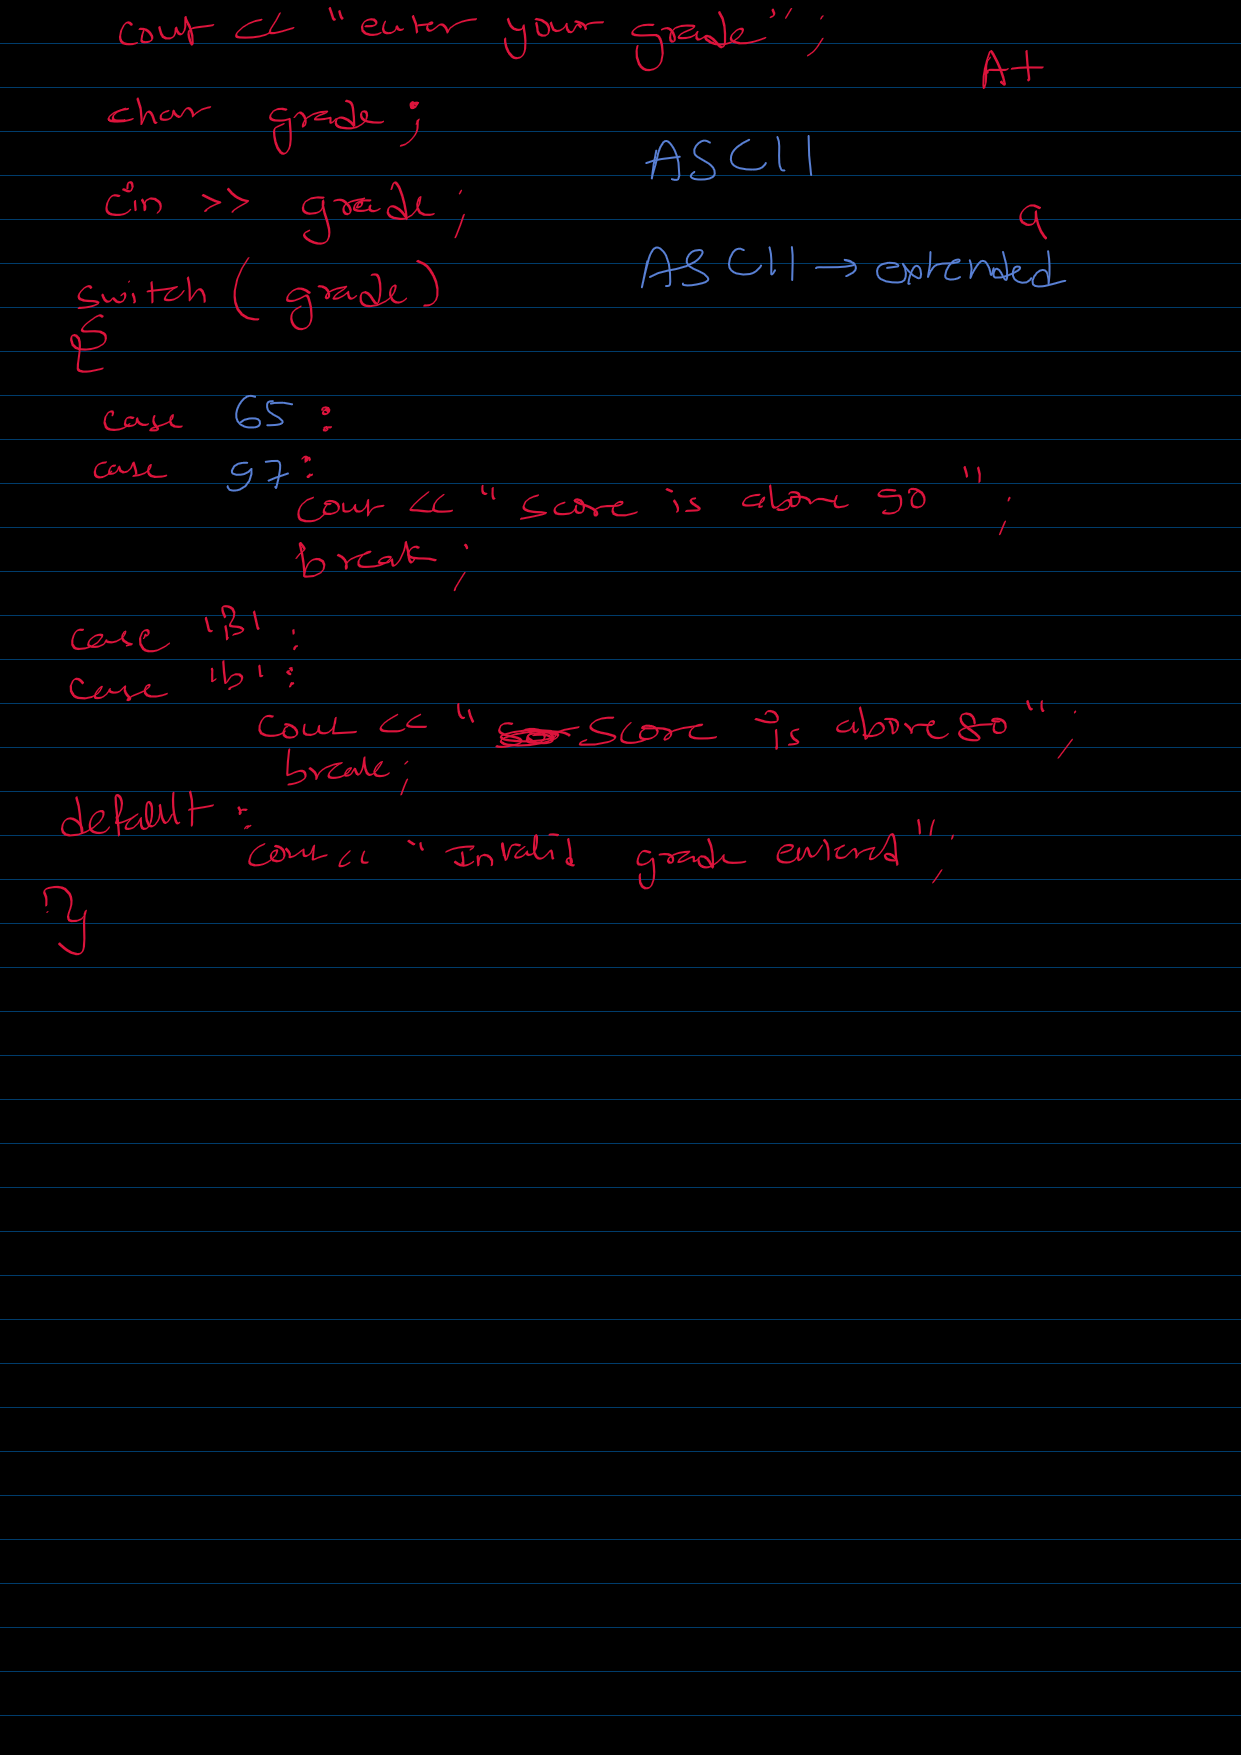 cout << "enter your grade";
A+
char grade;
ASCII
cin >> grade;
a
ASCII → extended
switch (grade)
{
case 65 :
case 97 :
cout << "score is above 90";
break;
case 'B' :
case 'b' :
cout << "Score is above 80";
break;
default :
cout << "Invalid grade entered";
}